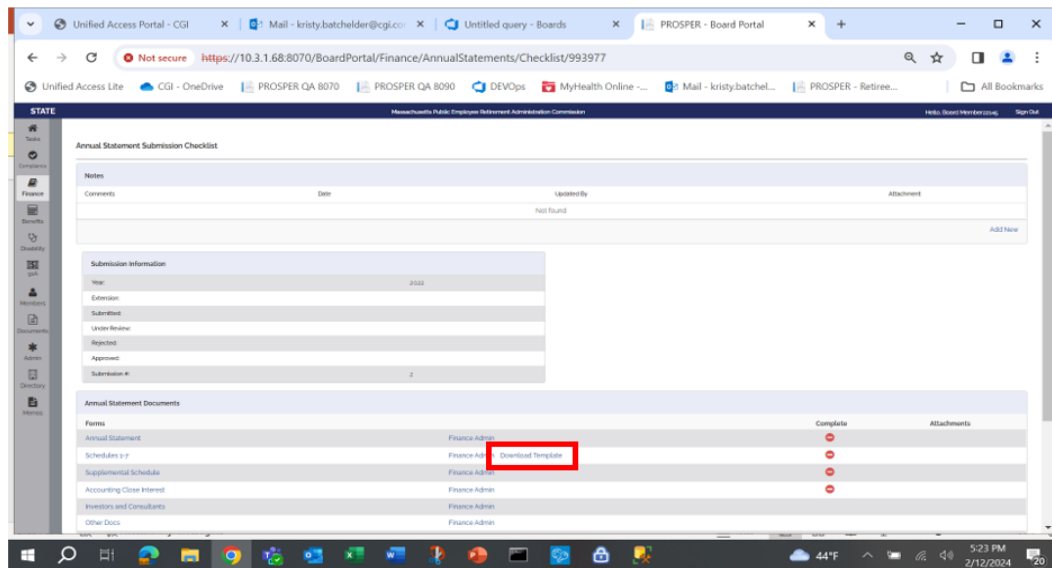 Unified Access Portal - CGI
Mail - kristy.batchelder@cgi.co
Untitled query - Boards
PROSPER - Board Portal
Not secure https://10.3.1.68:8070/BoardPortal/Finance/AnnualStatements/Checklist/993977
Unified Access Lite CGI - OneDrive PROSPER QA 8070 PROSPER QA 8090 DEVOps MyHealth Online -... Mail - kristy.batchel... PROSPER - Retiree... All Bookmarks
STATE Massachusetts Public Employee Retirement Administration Commission Hello, Board Member Sign Out
Tasks
Compliance
Finance
Benefits
Disability
91A
Members
Documents
Admin
Directory
Memos
Annual Statement Submission Checklist
Notes
Comments Date Updated By Attachment
Not found
Add New
Submission Information
Year: 2022
Extension:
Submitted:
Under Review:
Rejected:
Approved:
Submission #: 2
Annual Statement Documents
Forms Complete Attachments
Annual Statement Finance Admin
Schedules 1-7 Finance Admin Download Template
Supplemental Schedule Finance Admin
Accounting Close Interest Finance Admin
Investors and Consultants Finance Admin
Other Docs Finance Admin
44°F
5:23 PM
2/12/2024
20